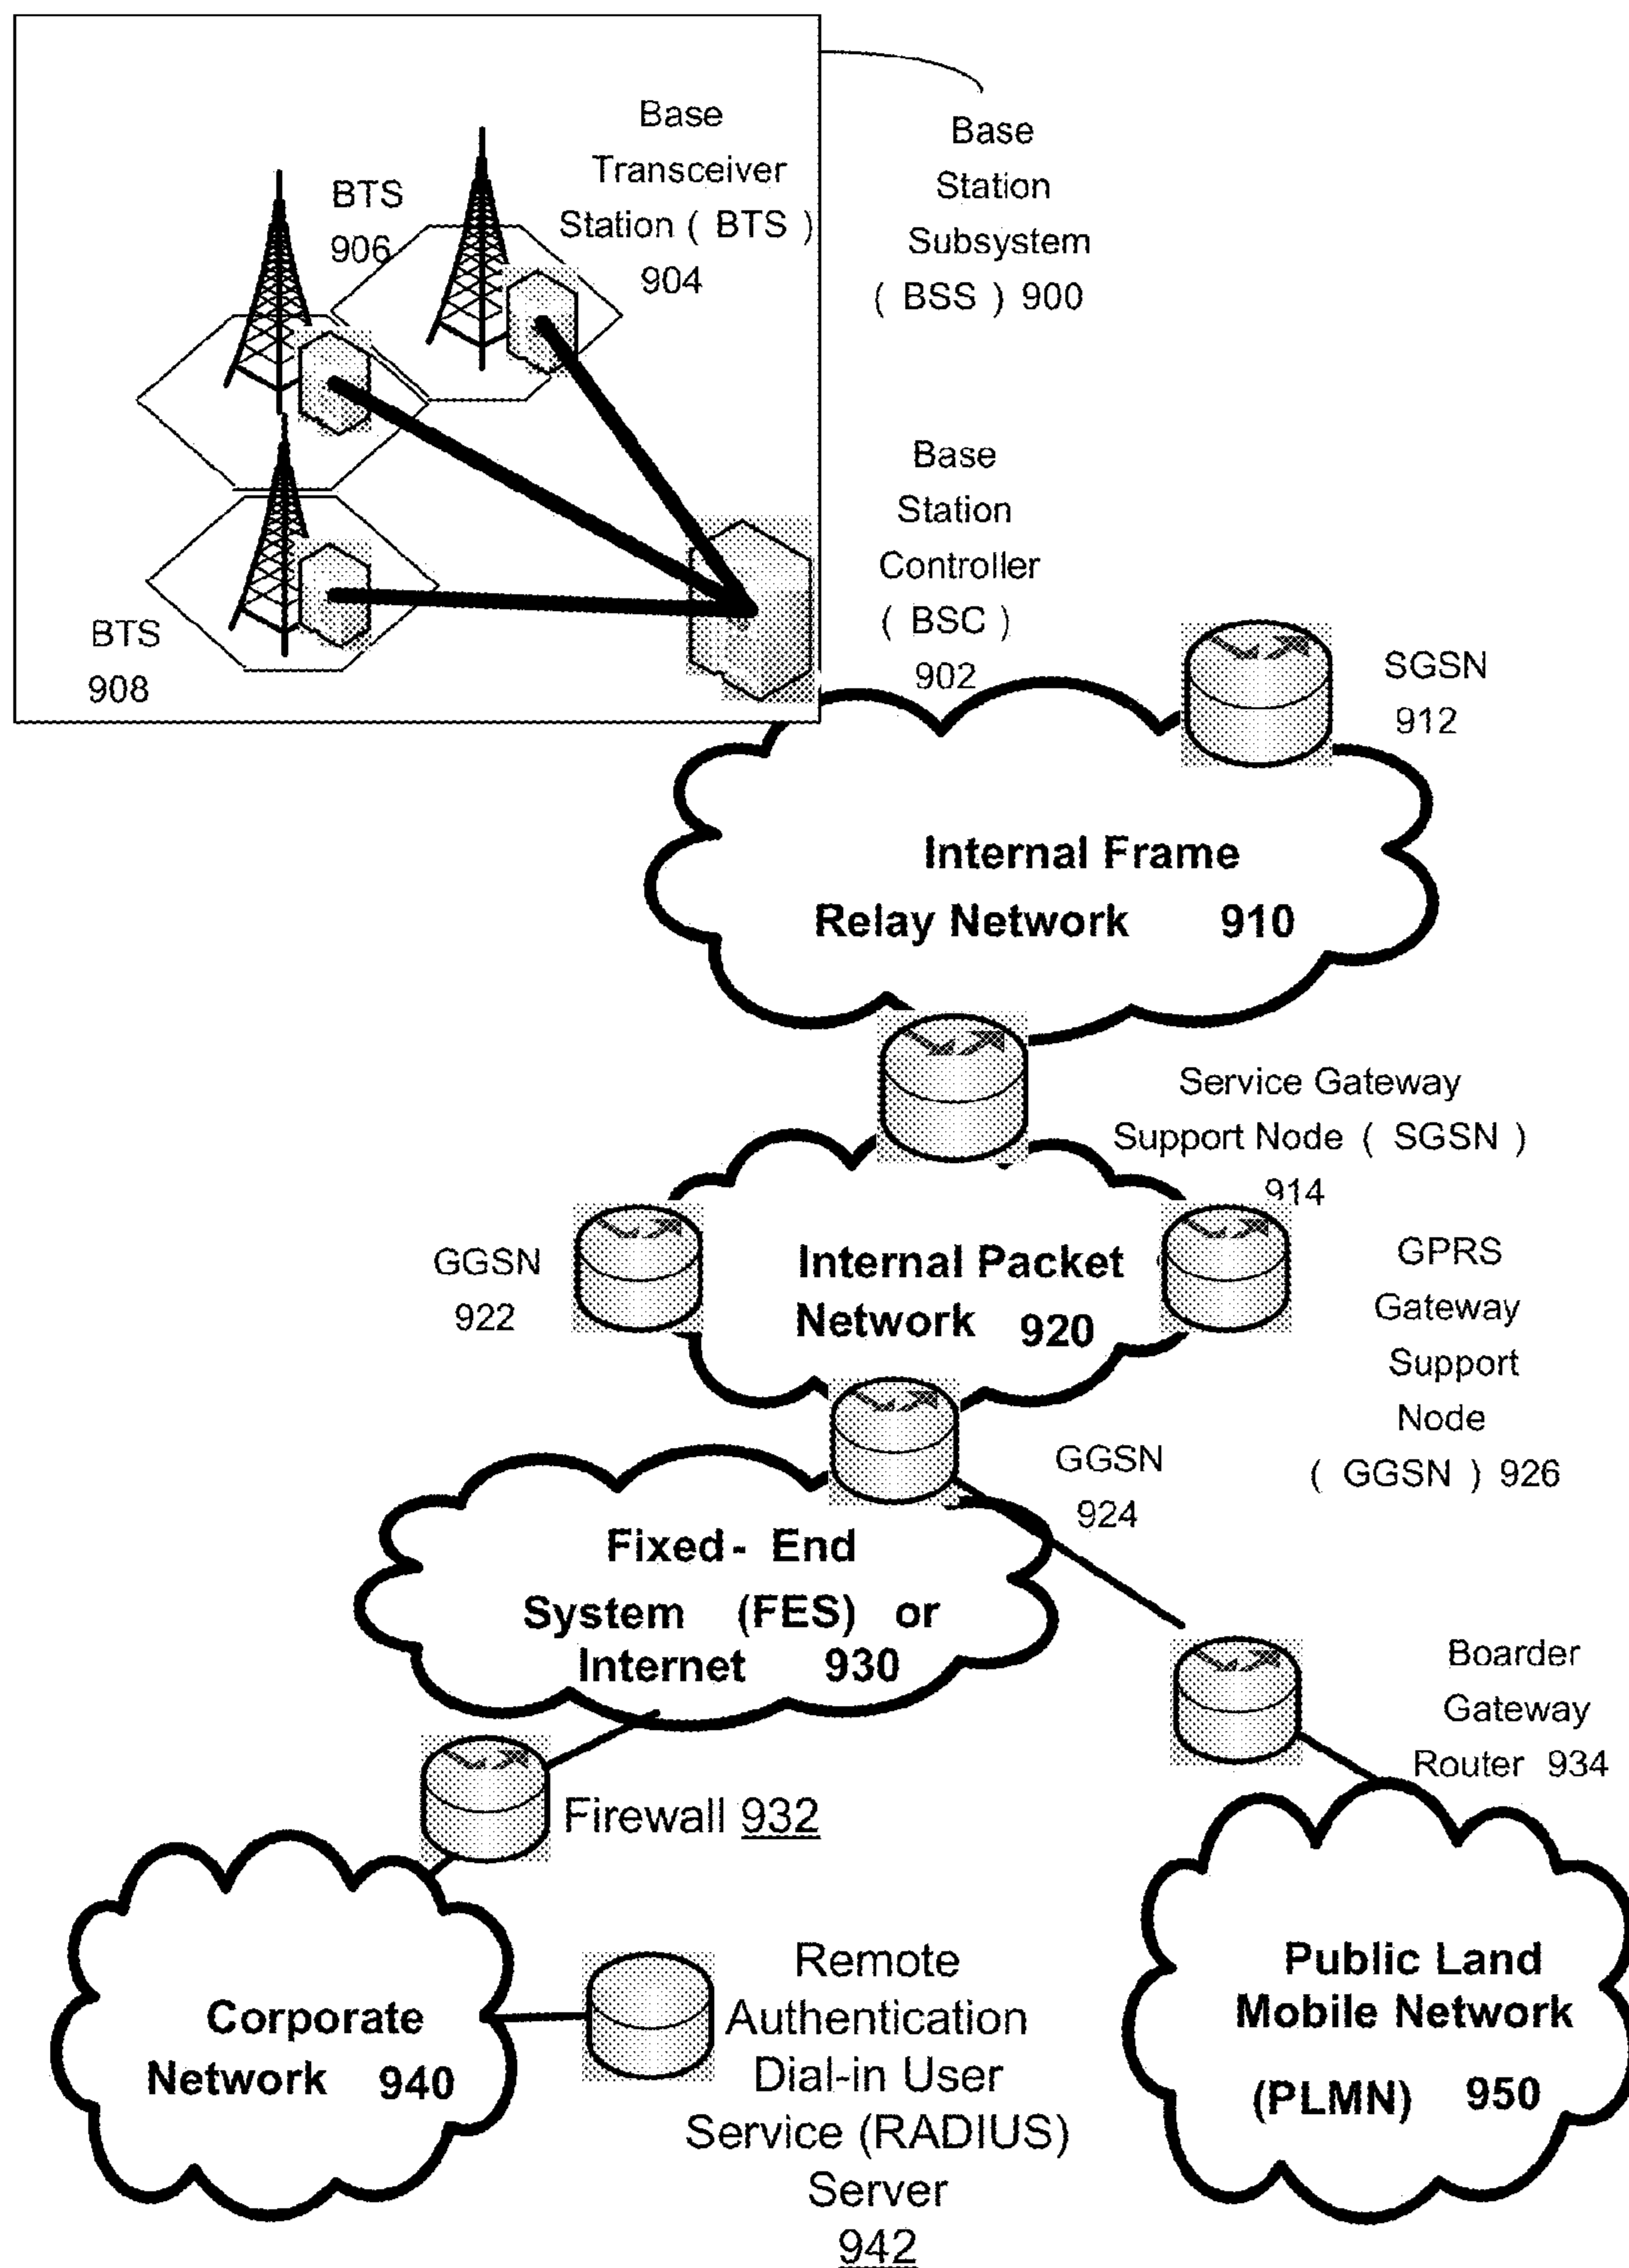 Base
Transceiver
Station ( BTS )
904
BTS
906
BTS
908
Base
Station
Subsystem
( BSS ) 900
Base
Station
Controller
( BSC )
902
SGSN
912
Internal Frame
Relay Network 910
Service Gateway
Support Node ( SGSN )
914
GGSN
922
Internal Packet
Network 920
GPRS
Gateway
Support
Node
( GGSN ) 926
GGSN
924
Fixed- End
System (FES) or
Internet 930
Boarder
Gateway
Router 934
Firewall 932
Corporate
Network 940
Remote
Authentication
Dial-in User
Service (RADIUS)
Server
942
Public Land
Mobile Network
(PLMN) 950